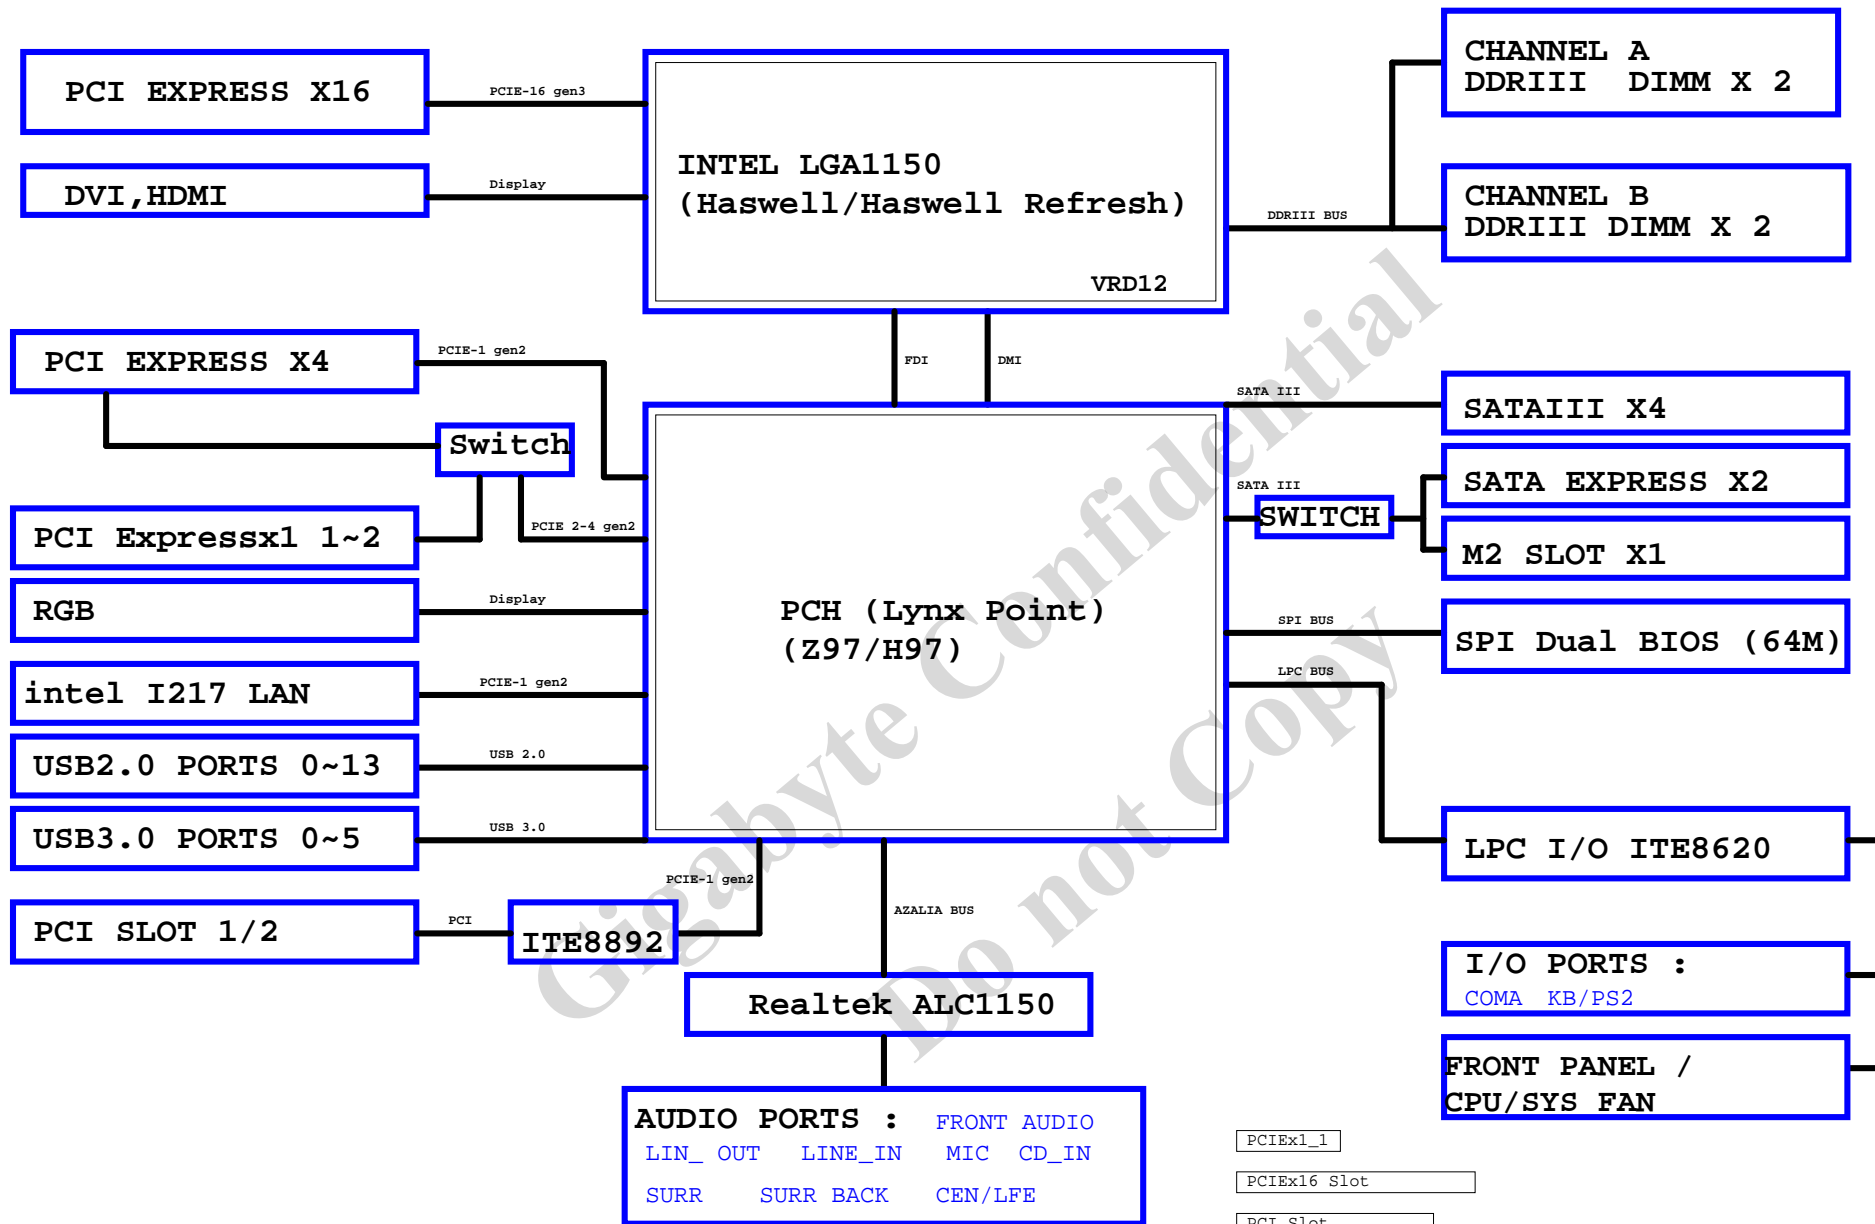 PCI EXPRESS X16
PCIE-16 gen3
DVI,HDMI
Display
INTEL LGA1150
(Haswell/Haswell Refresh)
VRD12
DDRIII BUS
CHANNEL A
DDRIII DIMM X 2
CHANNEL B
DDRIII DIMM X 2
FDI
DMI
PCI EXPRESS X4
PCIE-1 gen2
Switch
PCI Expressx1 1~2
PCIE 2-4 gen2
RGB
Display
intel I217 LAN
PCIE-1 gen2
USB2.0 PORTS 0~13
USB 2.0
USB3.0 PORTS 0~5
USB 3.0
PCI SLOT 1/2
PCI
ITE8892
PCIE-1 gen2
PCH (Lynx Point)
(Z97/H97)
SATA III
SATAIII X4
SATA III
SWITCH
SATA EXPRESS X2
M2 SLOT X1
SPI BUS
SPI Dual BIOS (64M)
LPC BUS
LPC I/O ITE8620
I/O PORTS :
COMA KB/PS2
FRONT PANEL /
CPU/SYS FAN
AZALIA BUS
Realtek ALC1150
AUDIO PORTS : FRONT AUDIO
LIN_ OUT LINE_IN MIC CD_IN
SURR SURR BACK CEN/LFE
PCIEx1_1
PCIEx16 Slot
PCI Slot
Gigabyte Confidential
Do not Copy